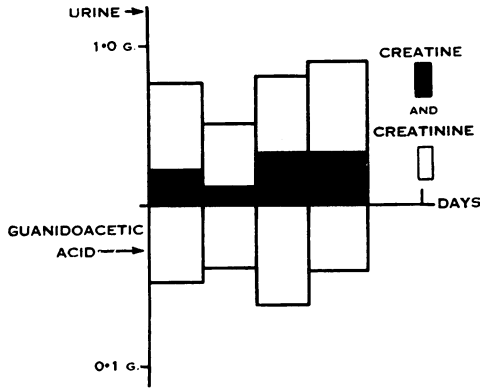 URINE
1·0 G.
CREATINE
AND
CREATININE
DAYS
GUANIDOACETIC
ACID
0·1 G.